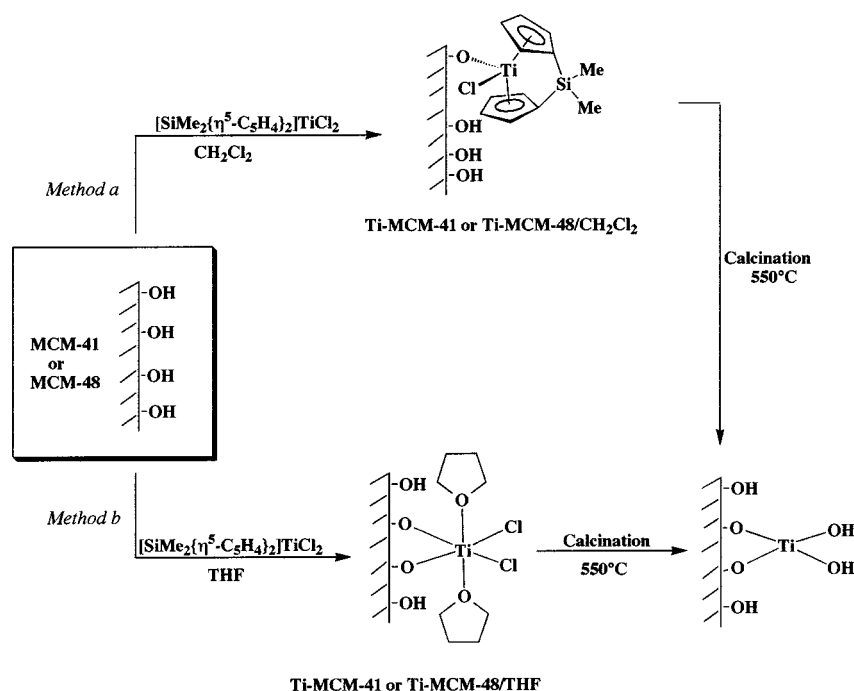 O
Ti
Cl
Si
Me
Me
OH
OH
OH
[SiMe₂{η⁵-C₅H₄}₂]TiCl₂
CH₂Cl₂
Method a
Ti-MCM-41 or Ti-MCM-48/CH₂Cl₂
Calcination
550°C
MCM-41
or
MCM-48
OH
OH
OH
OH
Method b
[SiMe₂{η⁵-C₅H₄}₂]TiCl₂
THF
OH
O
O
OH
O
Ti
Cl
Cl
O
Calcination
550°C
OH
O
O
OH
Ti
OH
OH
Ti-MCM-41 or Ti-MCM-48/THF